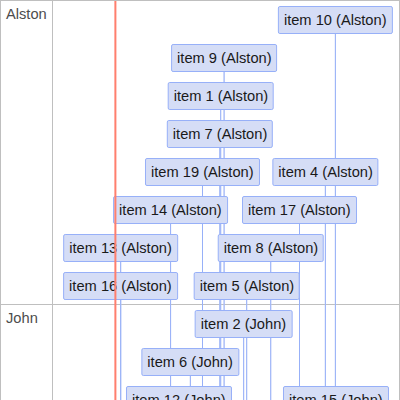 Alston
item 10 (Alston)
item 9 (Alston)
item 1 (Alston)
item 7 (Alston)
item 19 (Alston)
item 4 (Alston)
item 14 (Alston)
item 17 (Alston)
item 13 (Alston)
item 8 (Alston)
item 16 (Alston)
item 5 (Alston)
John
item 2 (John)
item 6 (John)
item 12 (John)
item 15 (John)